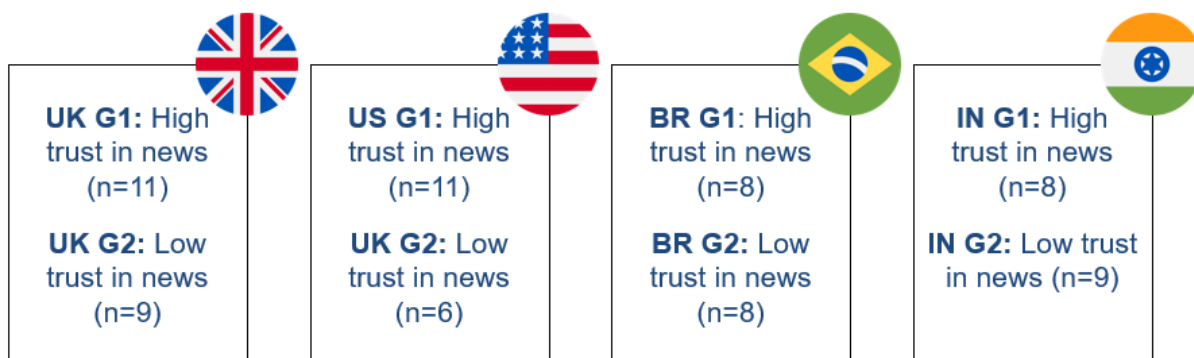 UK G1: High
trust in news
(n=11)
UK G2: Low
trust in news
(n=9)
US G1: High
trust in news
(n=11)
UK G2: Low
trust in news
(n=6)
BR G1: High
trust in news
(n=8)
BR G2: Low
trust in news
(n=8)
IN G1: High
trust in news
(n=8)
IN G2: Low trust
in news (n=9)